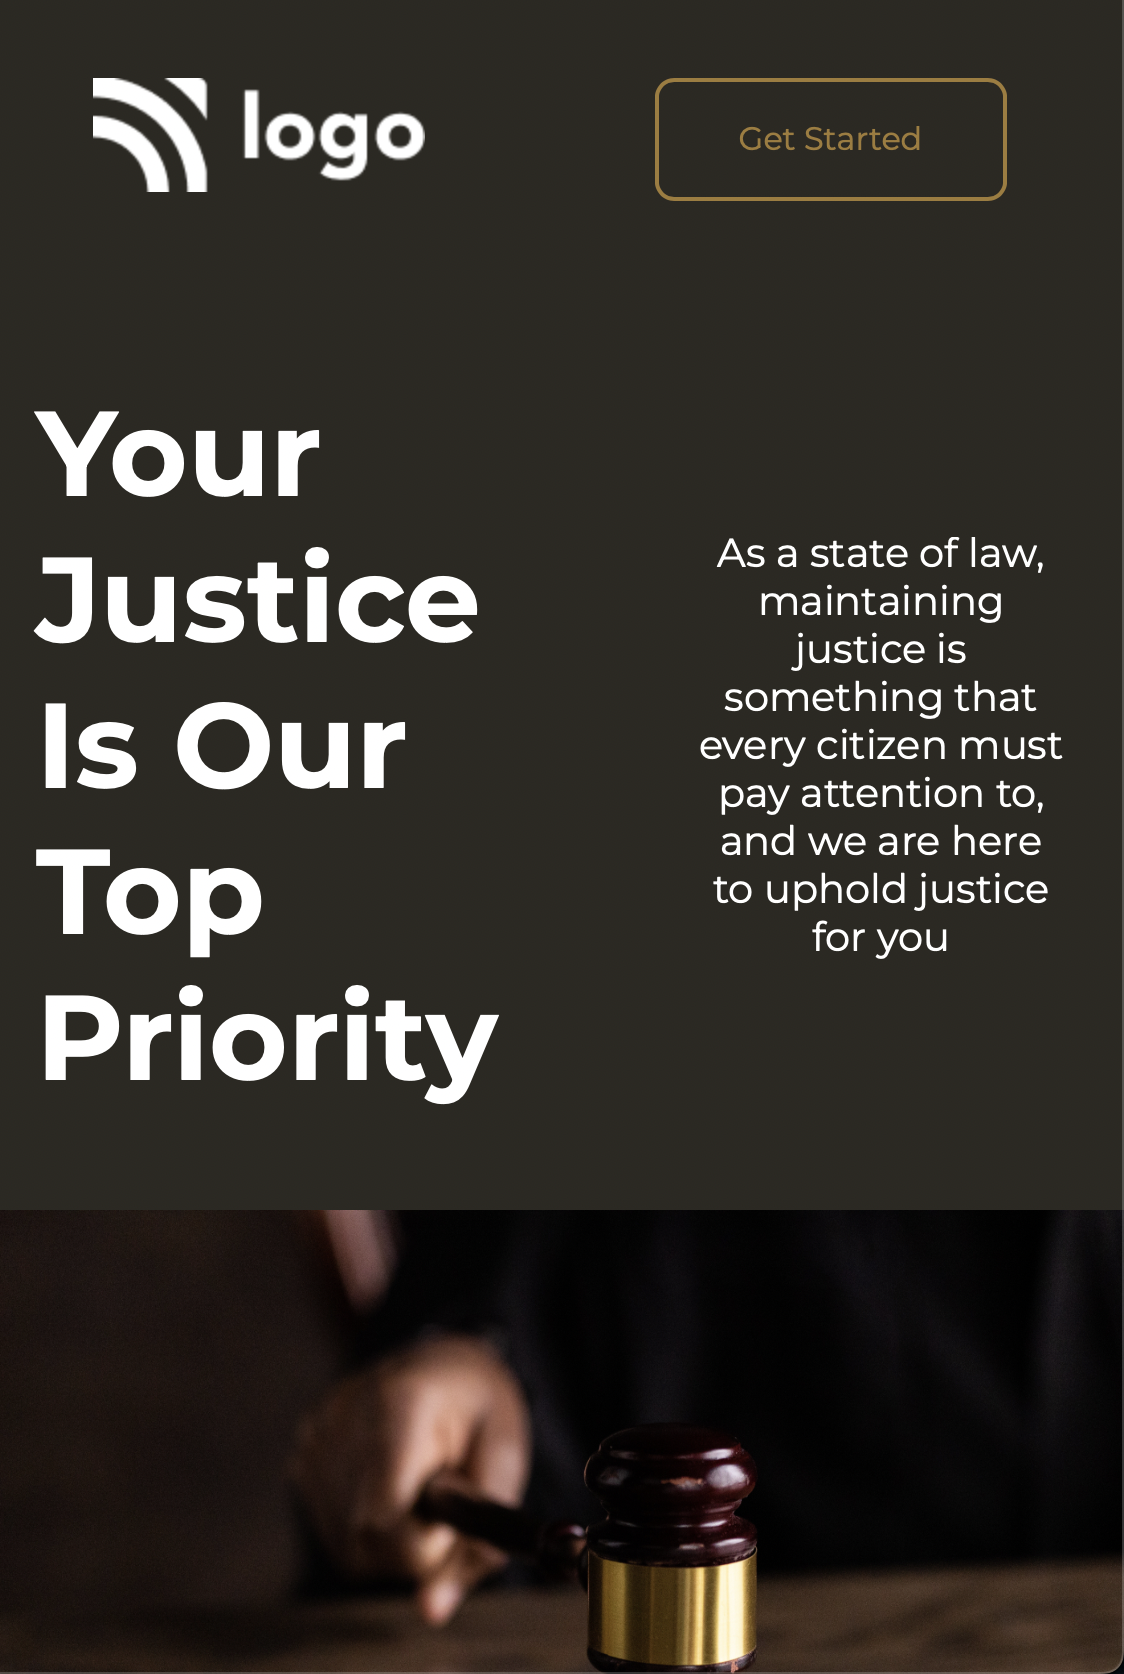 logo
Get Started
Your
Justice
Is Our
Top
Priority
As a state of law,
maintaining
justice is
something that
every citizen must
pay attention to,
and we are here
to uphold justice
for you